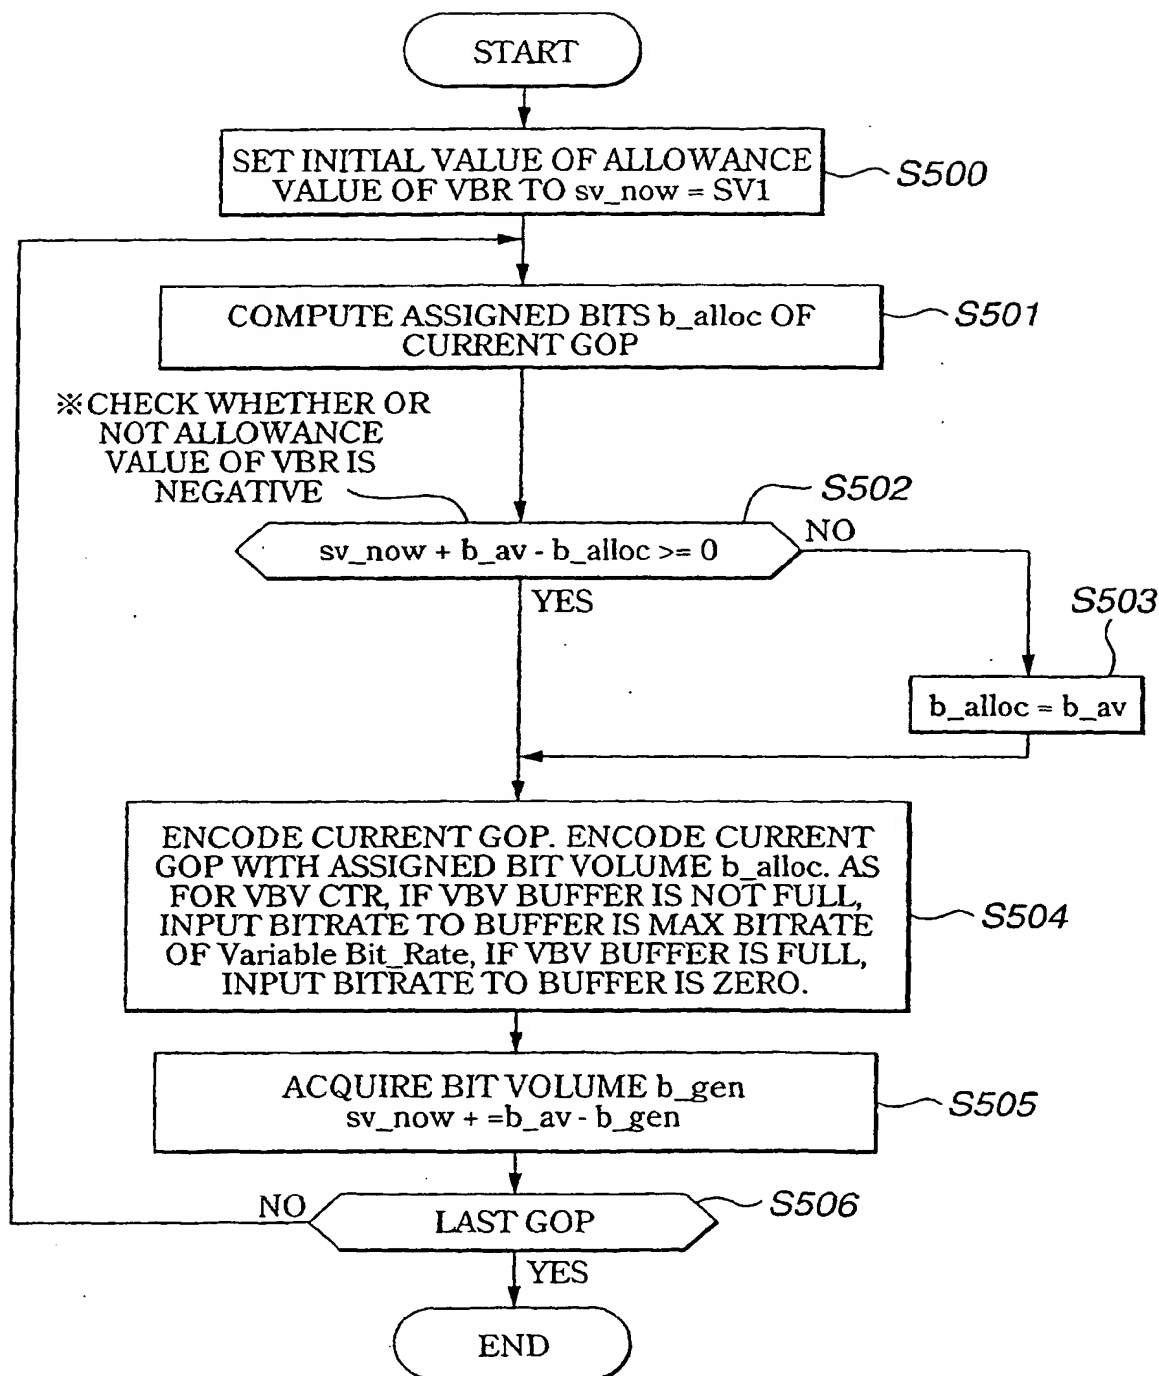 START
SET INITIAL VALUE OF ALLOWANCE
VALUE OF VBR TO sv_now = SV1
S500
COMPUTE ASSIGNED BITS b_alloc OF
CURRENT GOP
S501
※CHECK WHETHER OR
NOT ALLOWANCE
VALUE OF VBR IS
NEGATIVE
S502
sv_now + b_av - b_alloc >= 0
NO
YES
S503
b_alloc = b_av
ENCODE CURRENT GOP. ENCODE CURRENT
GOP WITH ASSIGNED BIT VOLUME b_alloc. AS
FOR VBV CTR, IF VBV BUFFER IS NOT FULL,
INPUT BITRATE TO BUFFER IS MAX BITRATE
OF Variable Bit_Rate, IF VBV BUFFER IS FULL,
INPUT BITRATE TO BUFFER IS ZERO.
S504
ACQUIRE BIT VOLUME b_gen
sv_now + =b_av - b_gen
S505
NO
LAST GOP
S506
YES
END